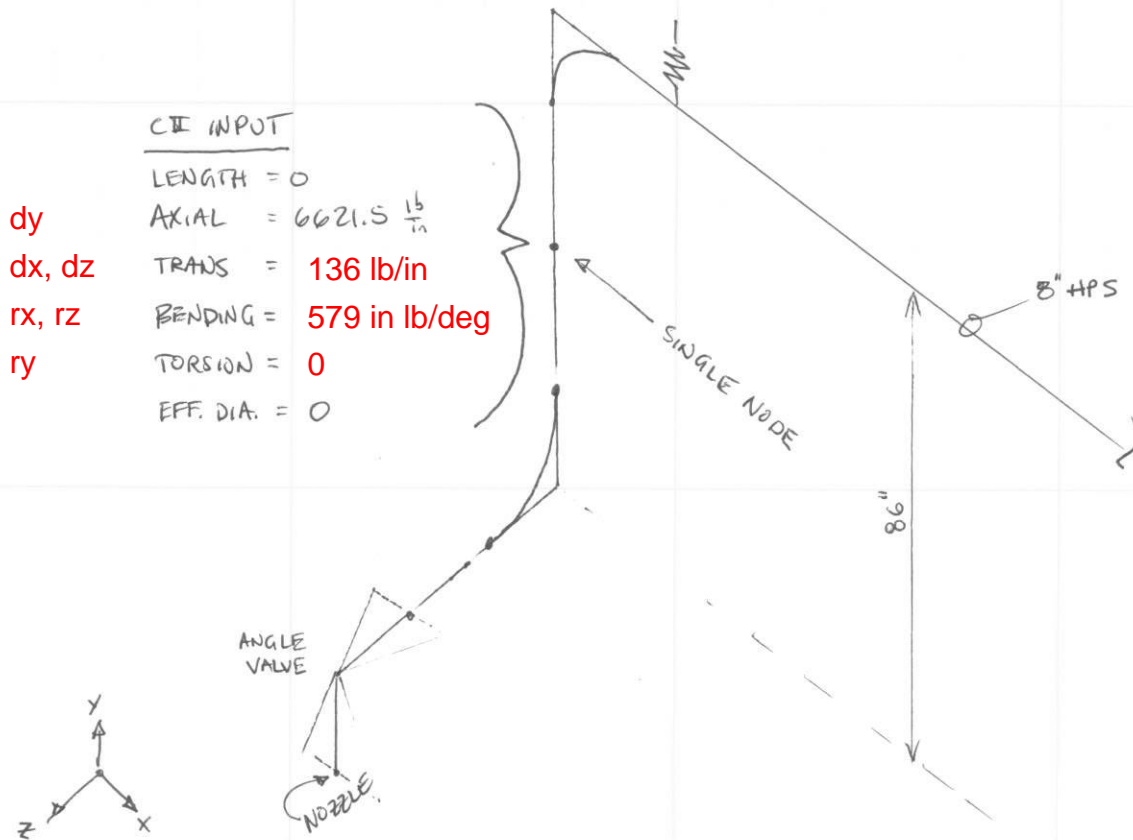 CII INPUT
LENGTH = 0
dy AXIAL = 6621.5 lb/in
dx, dz TRANS = 136 lb/in
rx, rz BENDING = 579 in lb/deg
ry TORSION = 0
EFF. DIA. = 0
SINGLE NODE
8" HPS
86"
ANGLE
VALVE
NOZZLE
Y
Z
X